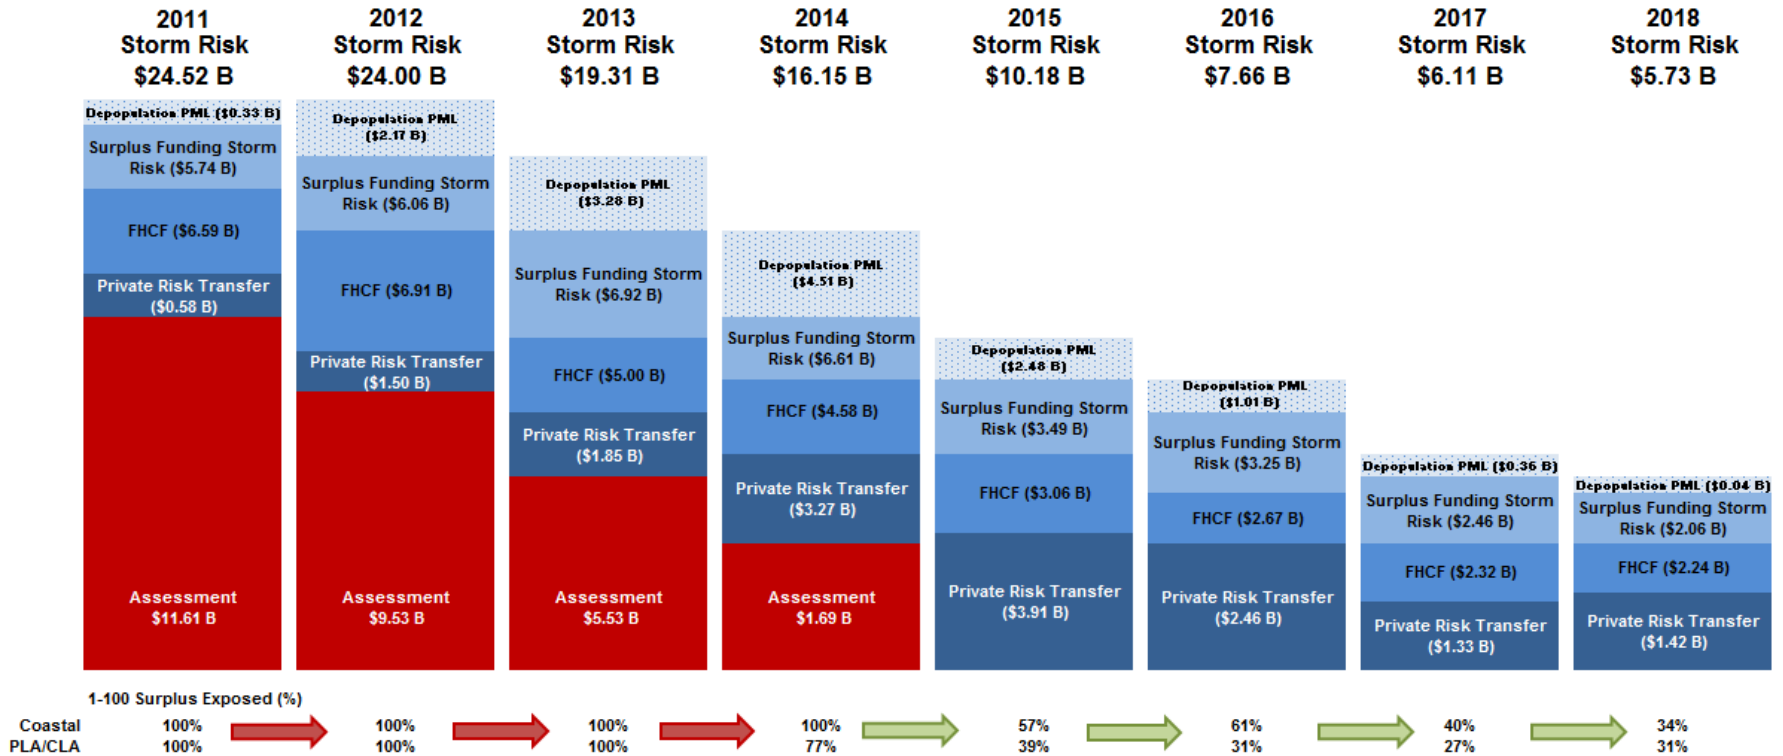 2011
Storm Risk
$24.52 B
2012
Storm Risk
$24.00 B
2013
Storm Risk
$19.31 B
2014
Storm Risk
$16.15 B
2015
Storm Risk
$10.18 B
2016
Storm Risk
$7.66 B
2017
Storm Risk
$6.11 B
2018
Storm Risk
$5.73 B
Depopulation PML ($0.33 B)
Surplus Funding Storm
Risk ($5.74 B)
FHCF ($6.59 B)
Private Risk Transfer
($0.58 B)
Assessment
$11.61 B
Depopulation PML
($2.17 B)
Surplus Funding Storm
Risk ($6.06 B)
FHCF ($6.91 B)
Private Risk Transfer
($1.50 B)
Assessment
$9.53 B
Depopulation PML
($3.28 B)
Surplus Funding Storm
Risk ($6.92 B)
FHCF ($5.00 B)
Private Risk Transfer
($1.85 B)
Assessment
$5.53 B
Depopulation PML
($4.51 B)
Surplus Funding Storm
Risk ($6.61 B)
FHCF ($4.58 B)
Private Risk Transfer
($3.27 B)
Assessment
$1.69 B
Depopulation PML
($2.48 B)
Surplus Funding Storm
Risk ($3.49 B)
FHCF ($3.06 B)
Private Risk Transfer
($3.91 B)
Depopulation PML
($1.01 B)
Surplus Funding Storm
Risk ($3.25 B)
FHCF ($2.67 B)
Private Risk Transfer
($2.46 B)
Depopulation PML ($0.36 B)
Surplus Funding Storm
Risk ($2.46 B)
FHCF ($2.32 B)
Private Risk Transfer
($1.33 B)
Depopulation PML ($0.04 B)
Surplus Funding Storm
Risk ($2.06 B)
FHCF ($2.24 B)
Private Risk Transfer
($1.42 B)
1-100 Surplus Exposed (%)
Coastal 100% 100% 100% 100% 57% 61% 40% 34%
PLA/CLA 100% 100% 100% 77% 39% 31% 27% 31%